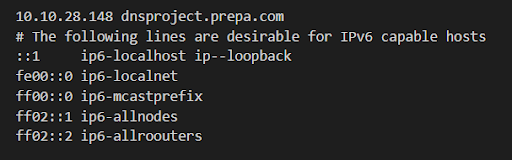 10.10.28.148 dnsproject.prepa.com
# The following lines are desirable for IPv6 capable hosts
::1     ip6-localhost ip--loopback
fe00::0 ip6-localnet
ff00::0 ip6-mcastprefix
ff02::1 ip6-allnodes
ff02::2 ip6-allroouters